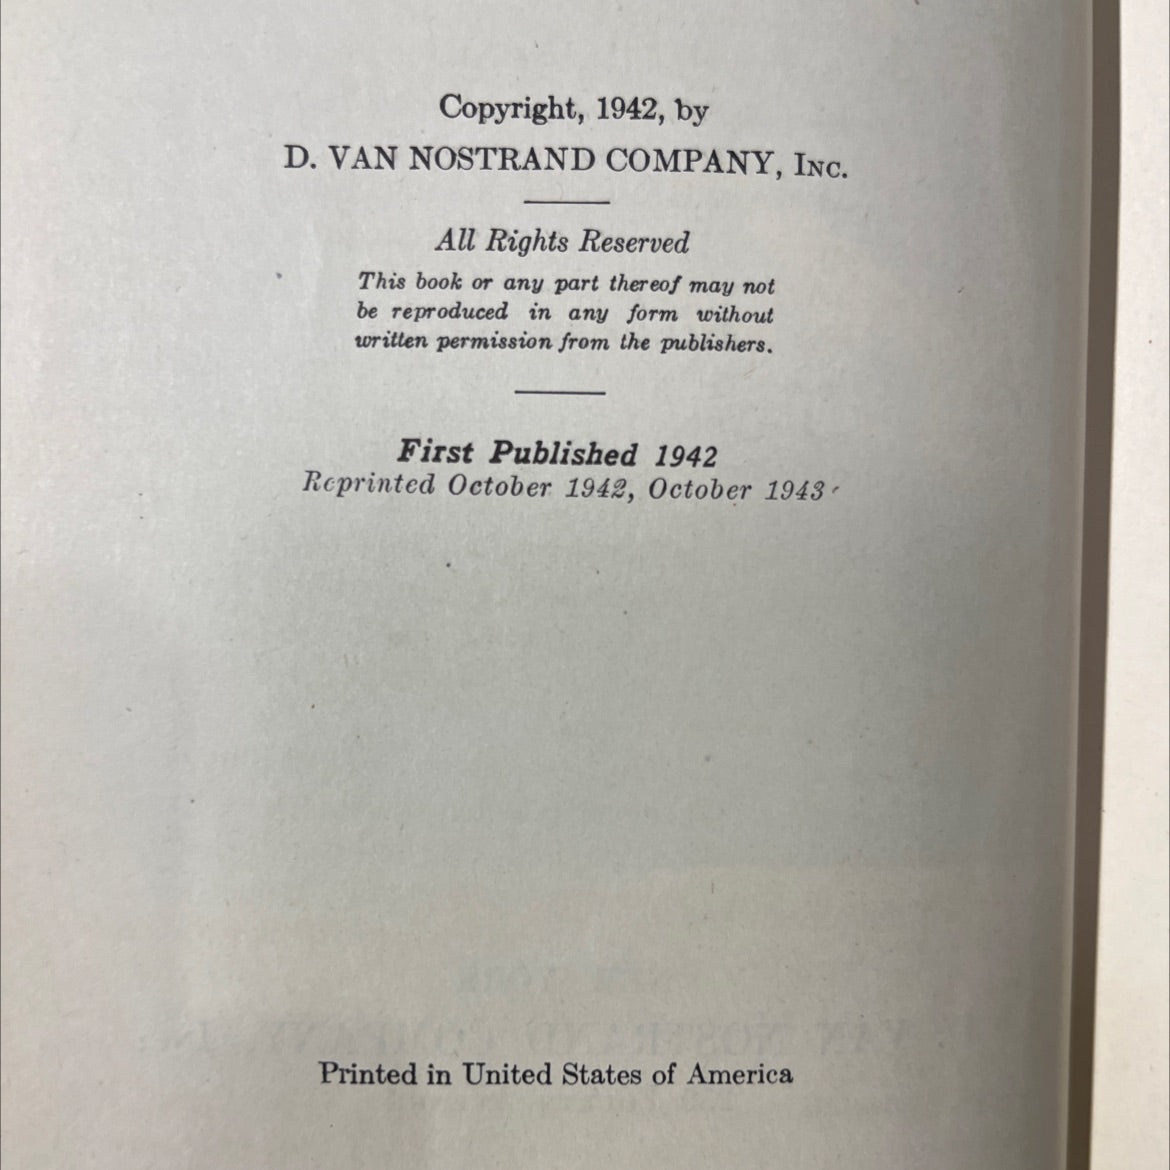 Copyright, 1942, by
D. VAN NOSTRAND COMPANY, INC.
All Rights Reserved
This book or any part thereof may not
be reproduced in any form without
written permission from the publishers.
First Published 1942
Reprinted October 1942, October 1943
Printed in United States of America